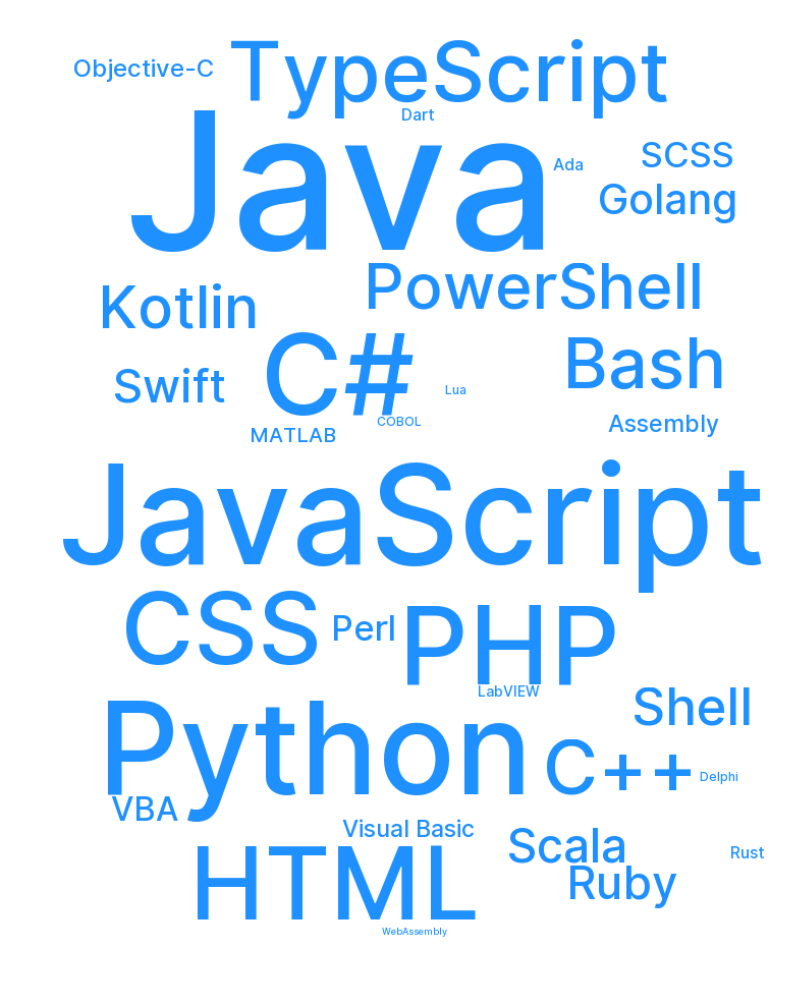 Objective-C
TypeScript
Dart
Java
Ada
SCSS
Golang
PowerShell
Kotlin
C#
Bash
Swift
Lua
COBOL
Assembly
MATLAB
JavaScript
CSS
Perl
PHP
LabVIEW
Shell
Python
C++
Delphi
VBA
Visual Basic
Scala
Rust
HTML
Ruby
WebAssembly